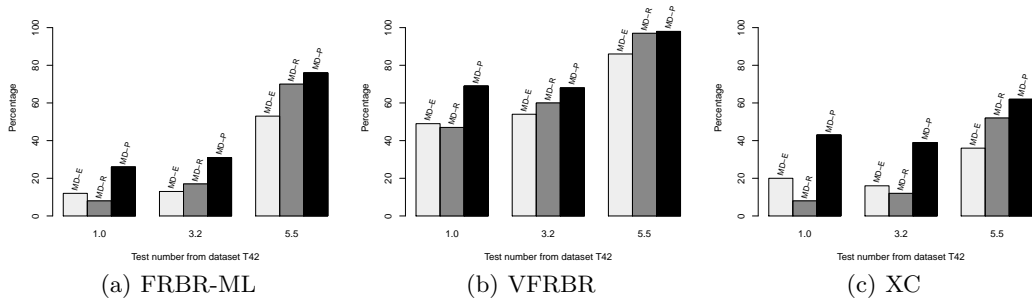 Percentage
0 20 40 60 80 100
MD−E MD−R MD−P
MD−E MD−R MD−P
MD−E MD−R MD−P
1.0 3.2 5.5
Test number from dataset T42
(a) FRBR-ML
Percentage
0 20 40 60 80 100
MD−E MD−R MD−P
MD−E MD−R MD−P
MD−E MD−R MD−P
1.0 3.2 5.5
Test number from dataset T42
(b) VFRBR
Percentage
0 20 40 60 80 100
MD−E MD−R MD−P
MD−E MD−R MD−P
MD−E MD−R MD−P
1.0 3.2 5.5
Test number from dataset T42
(c) XC